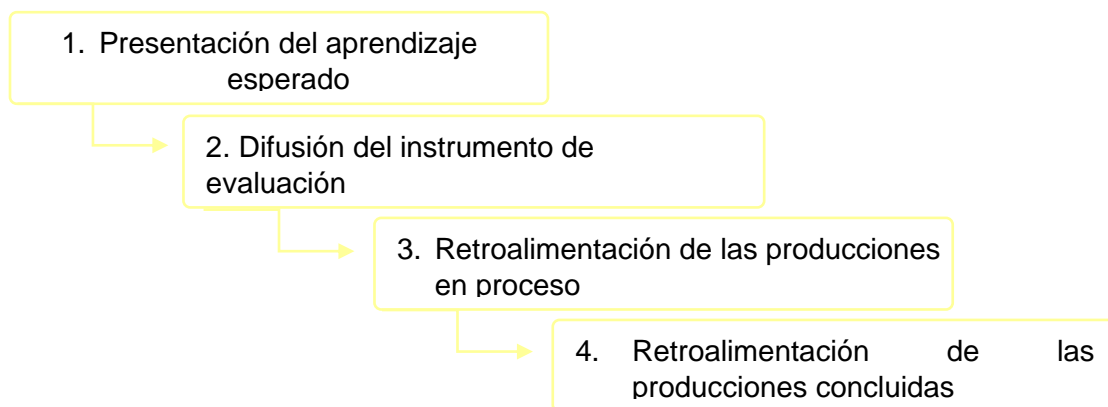 1. Presentación del aprendizaje
esperado
2. Difusión del instrumento de
evaluación
3. Retroalimentación de las producciones
en proceso
4. Retroalimentación de las
producciones concluidas